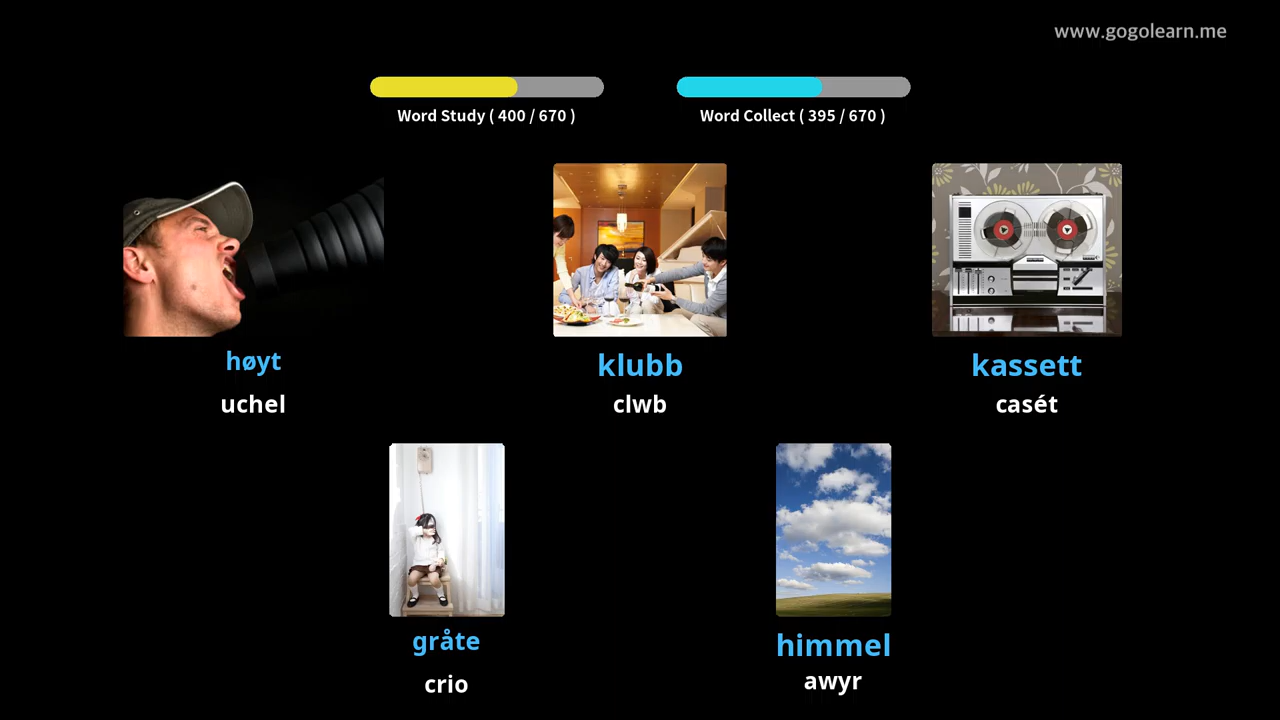 www.gogolearn.me
Word Study ( 400 / 670 )
Word Collect ( 395 / 670 )
høyt
uchel
klubb
clwb
kassett
casét
gråte
crio
himmel
awyr